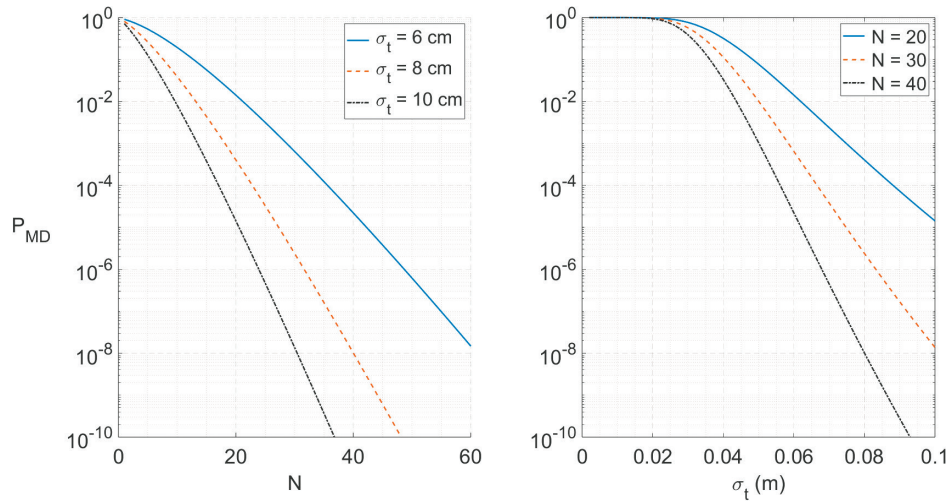 P_MD
10^0
10^-2
10^-4
10^-6
10^-8
10^-10
0 20 40 60
N
σ_t = 6 cm
σ_t = 8 cm
σ_t = 10 cm
10^0
10^-2
10^-4
10^-6
10^-8
10^-10
0 0.02 0.04 0.06 0.08 0.1
σ_t (m)
N = 20
N = 30
N = 40